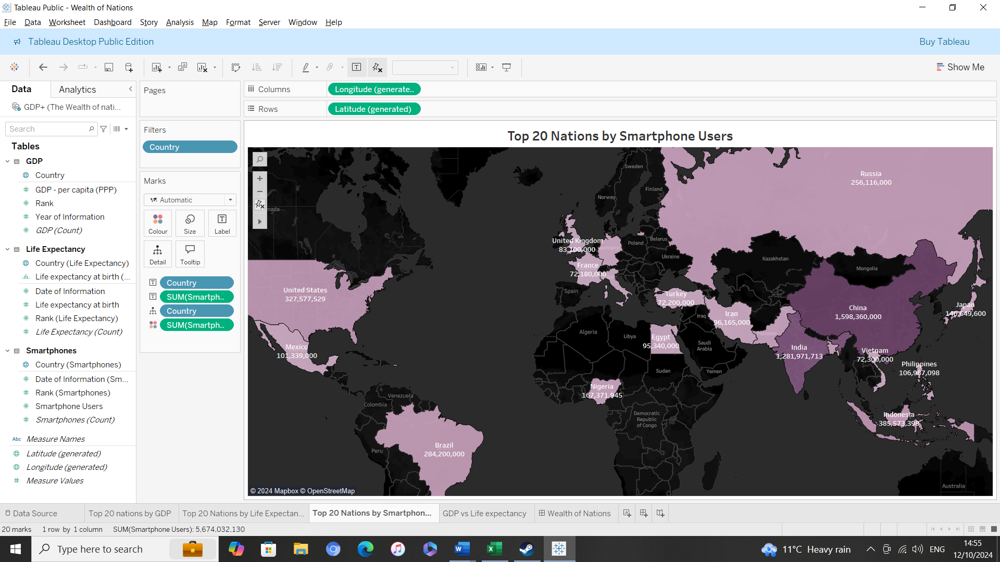 Tableau Public - Wealth of Nations
File Data Worksheet Dashboard Story Analysis Map Format Server Window Help
Tableau Desktop Public Edition
Buy Tableau
Show Me
Data
Analytics
GDP+ (The Wealth of nati...
Search
Tables
GDP
Country
GDP - per capita (PPP)
Rank
Year of Information
GDP (Count)
Life Expectancy
Country (Life Expectancy)
Life expectancy at birth (...
Date of Information
Life expectancy at birth
Rank (Life Expectancy)
Life Expectancy (Count)
Smartphones
Country (Smartphones)
Date of Information (Sm...
Rank (Smartphones)
Smartphone Users
Smartphones (Count)
Abc Measure Names
Latitude (generated)
Longitude (generated)
Measure Values
Pages
Filters
Country
Marks
Automatic
Colour
Size
Label
Detail
Tooltip
Country
SUM(Smartph..
Country
SUM(Smartph..
Columns
Longitude (generate..
Rows
Latitude (generated)
Top 20 Nations by Smartphone Users
Sweden
Russia
256,116,000
Finland
Norway
nada
United Kingdom
83,100,000
Poland
Belarus
Germany
Ukraine
Kazakhstan
France
72,180,000
Mongolia
United States
327,577,529
Spain
Turkey
72,200,000
China
1,598,360,000
Japan
146,649,600
Iraq
Iran
96,165,000
Algeria
Libya
Egypt
95,340,000
Pakistan
Saudi
Arabia
Mexico
101,339,000
India
1,281,971,713
Vietnam
72,300,000
Philippines
106,987,098
Sudan
Yemen
Nigeria
167,371,945
Venezuela
Colombia
Democratic
Republic
of Congo
Indonesia
385,573,398
Brazil
284,200,000
Peru
Australia
© 2024 Mapbox © OpenStreetMap
Data Source
Top 20 nations by GDP
Top 20 Nations by Life Expectan...
Top 20 Nations by Smartphon...
GDP vs Life expectancy
Wealth of Nations
20 marks
1 row by 1 column
SUM(Smartphone Users): 5,674,032,130
Type here to search
11°C Heavy rain
ENG
14:55
12/10/2024